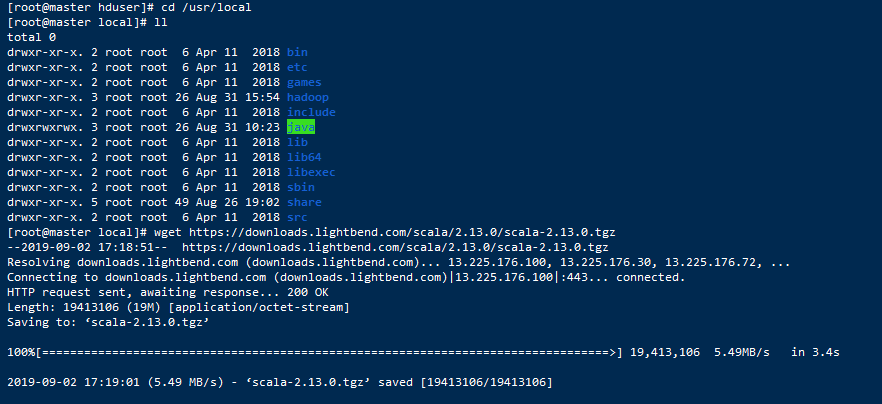 [root@master hduser]# cd /usr/local
[root@master local]# ll
total 0
drwxr-xr-x. 2 root root  6 Apr 11  2018 bin
drwxr-xr-x. 2 root root  6 Apr 11  2018 etc
drwxr-xr-x. 2 root root  6 Apr 11  2018 games
drwxr-xr-x. 3 root root 26 Aug 31 15:54 hadoop
drwxr-xr-x. 2 root root  6 Apr 11  2018 include
drwxrwxrwx. 3 root root 26 Aug 31 10:23 java
drwxr-xr-x. 2 root root  6 Apr 11  2018 lib
drwxr-xr-x. 2 root root  6 Apr 11  2018 lib64
drwxr-xr-x. 2 root root  6 Apr 11  2018 libexec
drwxr-xr-x. 2 root root  6 Apr 11  2018 sbin
drwxr-xr-x. 5 root root 49 Aug 26 19:02 share
drwxr-xr-x. 2 root root  6 Apr 11  2018 src
[root@master local]# wget https://downloads.lightbend.com/scala/2.13.0/scala-2.13.0.tgz
--2019-09-02 17:18:51--  https://downloads.lightbend.com/scala/2.13.0/scala-2.13.0.tgz
Resolving downloads.lightbend.com (downloads.lightbend.com)... 13.225.176.100, 13.225.176.30, 13.225.176.72, ...
Connecting to downloads.lightbend.com (downloads.lightbend.com)|13.225.176.100|:443... connected.
HTTP request sent, awaiting response... 200 OK
Length: 19413106 (19M) [application/octet-stream]
Saving to: ‘scala-2.13.0.tgz’
100%[=================================================================================>] 19,413,106  5.49MB/s   in 3.4s
2019-09-02 17:19:01 (5.49 MB/s) - ‘scala-2.13.0.tgz’ saved [19413106/19413106]